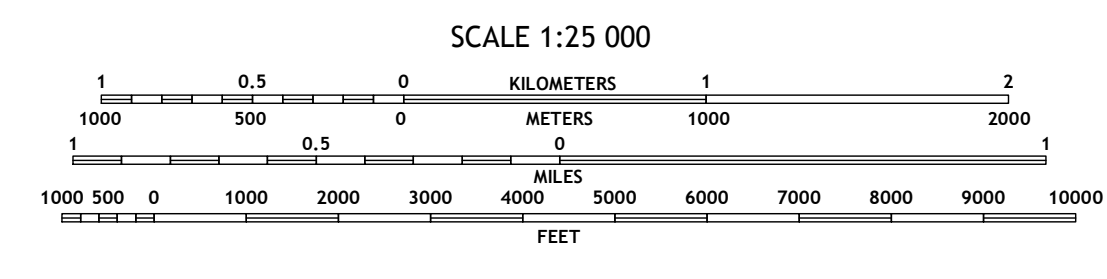 SCALE 1:25 000
1 0.5 0 KILOMETERS 1 2
1000 500 0 METERS 1000 2000
1 0.5 0 1
MILES
1000 500 0 1000 2000 3000 4000 5000 6000 7000 8000 9000 10000
FEET